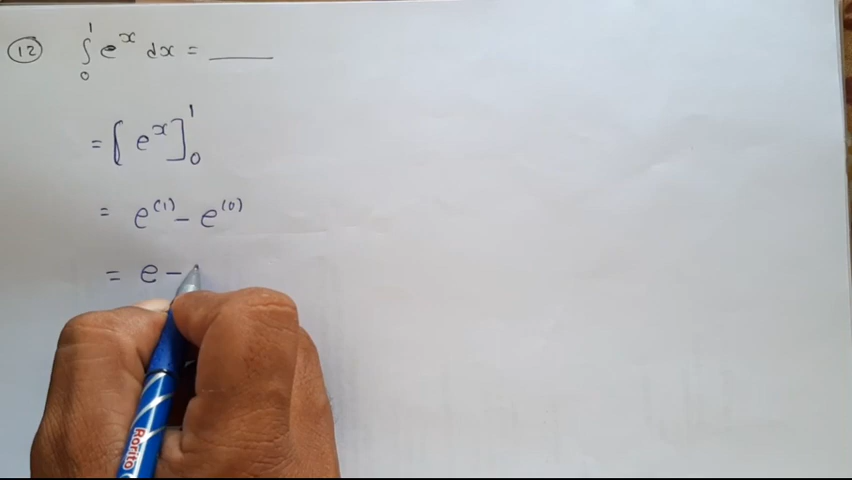 (12) ∫₀¹ eˣ dx = ____
= [eˣ]₀¹
= e⁽¹⁾ - e⁽⁰⁾
= e -
Rorito